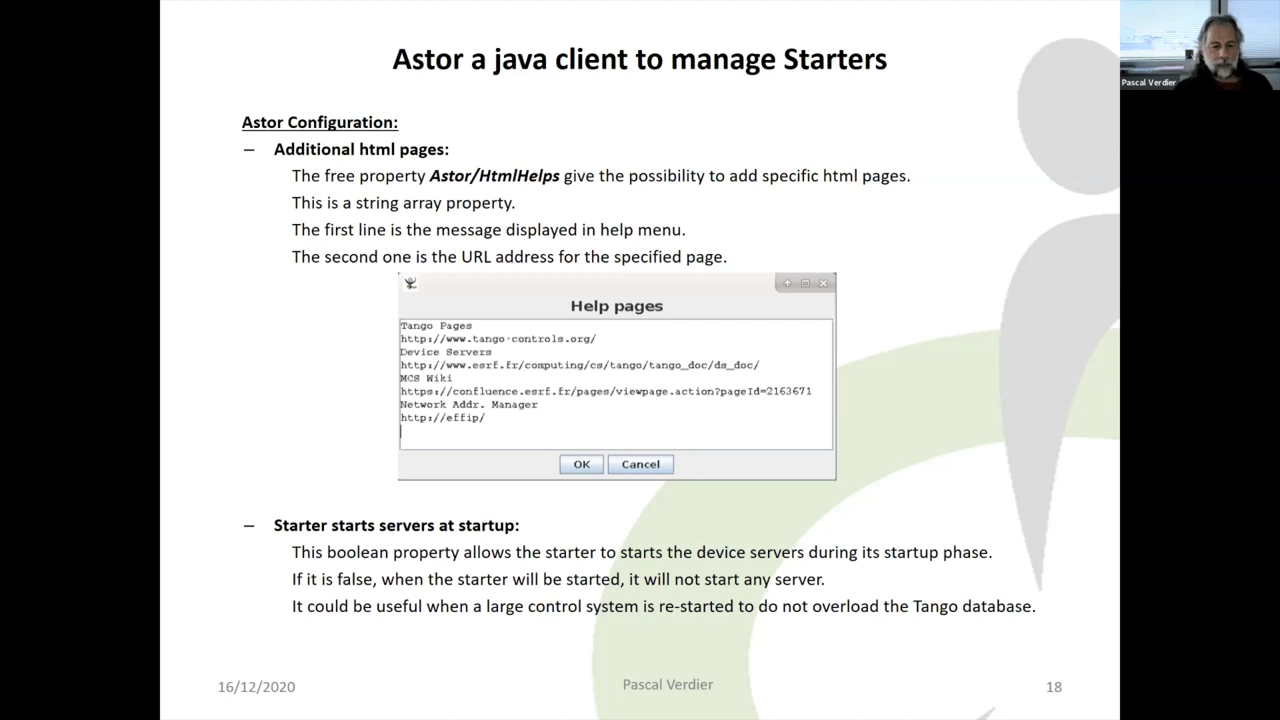 Astor a java client to manage Starters
Pascal Verdier
Astor Configuration:
– Additional html pages:
The free property Astor/HtmlHelps give the possibility to add specific html pages.
This is a string array property.
The first line is the message displayed in help menu.
The second one is the URL address for the specified page.
Help pages
Tango Pages
http://www.tango-controls.org/
Device Servers
http://www.esrf.fr/computing/cs/tango/tango_doc/ds_doc/
MCS Wiki
https://confluence.esrf.fr/pages/viewpage.action?pageId=2163671
Network Addr. Manager
http://effip/
OK Cancel
– Starter starts servers at startup:
This boolean property allows the starter to starts the device servers during its startup phase.
If it is false, when the starter will be started, it will not start any server.
It could be useful when a large control system is re-started to do not overload the Tango database.
16/12/2020 Pascal Verdier 18